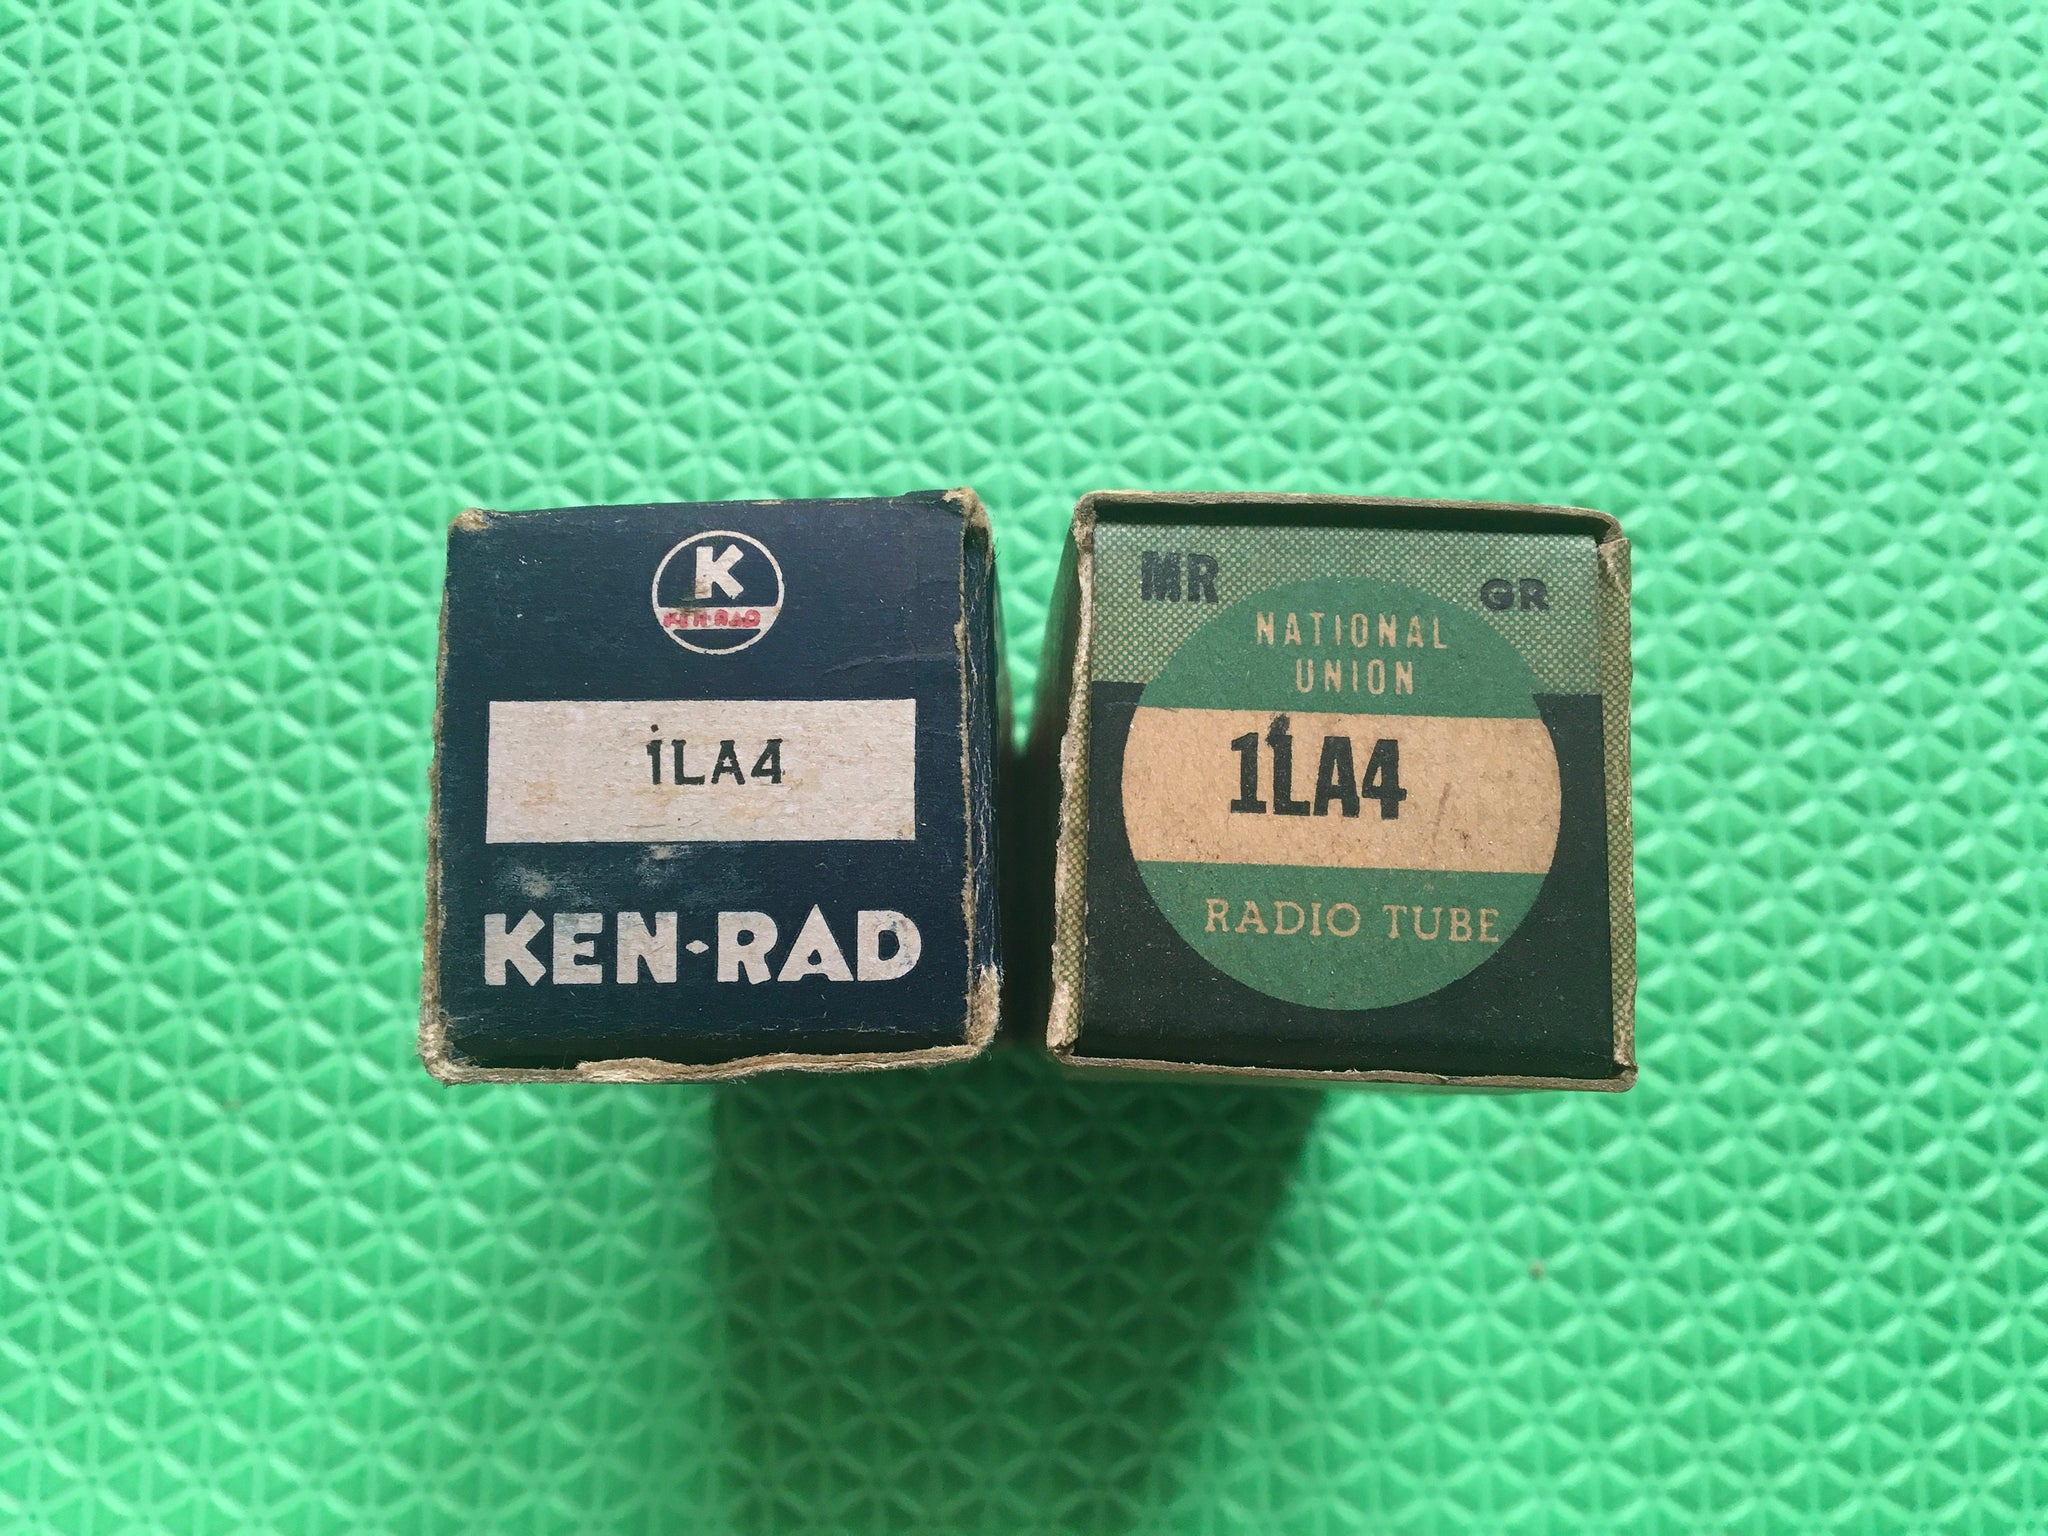 K
KEN-RAD
1LA4
KEN-RAD
MR GR
NATIONAL
UNION
1LA4
RADIO TUBE